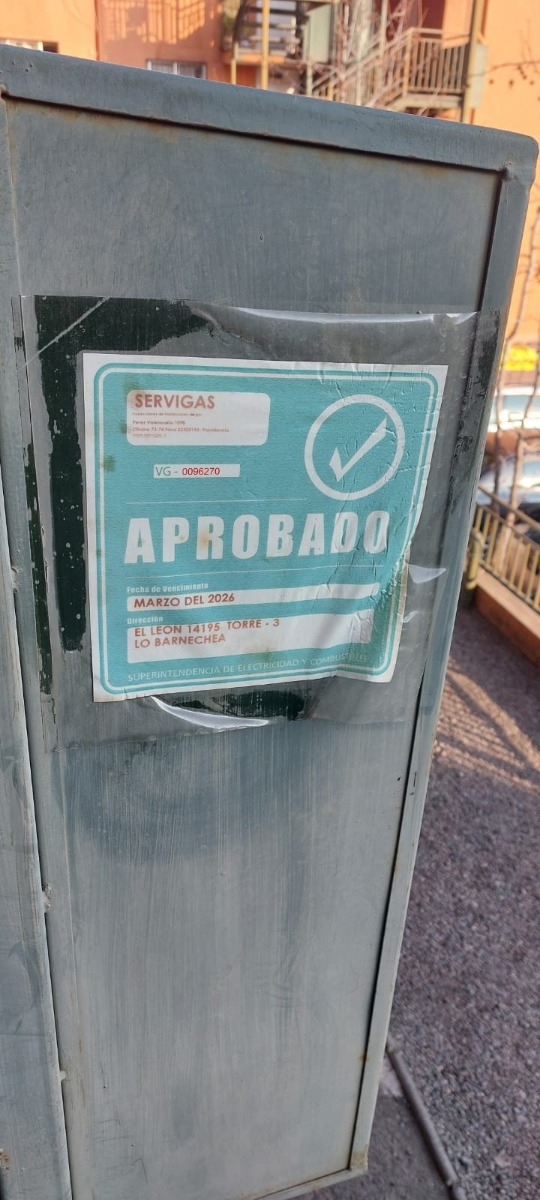 SERVIGAS
VG - 0096270
APROBADO
Fecha de Vencimiento
MARZO DEL 2026
Dirección
EL LEON 14195 TORRE - 3
LO BARNECHEA
SUPERINTENDENCIA DE ELECTRICIDAD Y COMBUSTIBLES